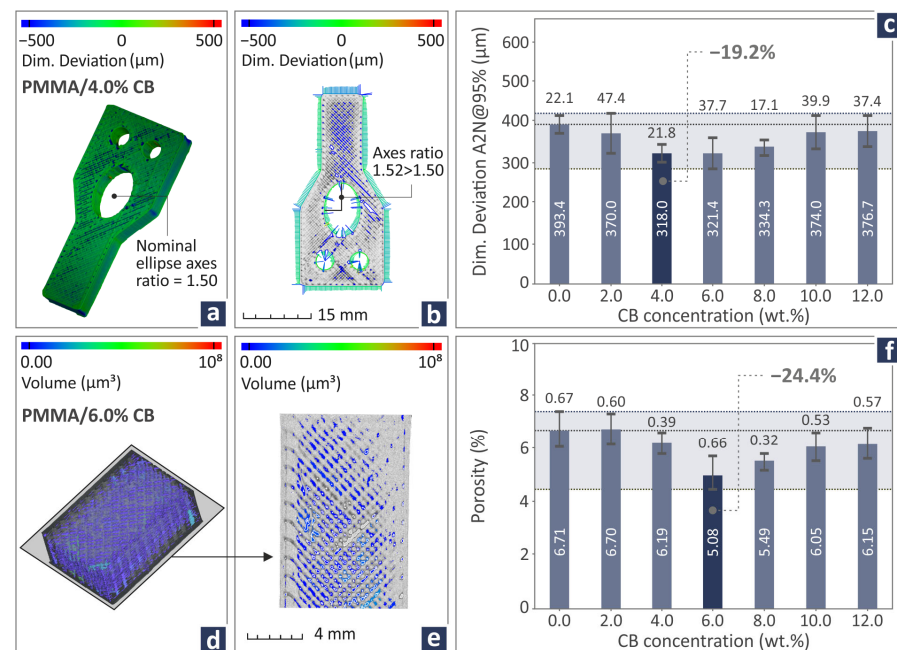 −500 0 500
Dim. Deviation (µm)
PMMA/4.0% CB
Nominal
ellipse axes
ratio = 1.50
a
−500 0 500
Dim. Deviation (µm)
Axes ratio
1.52>1.50
15 mm
b
c
Dim. Deviation A2N@95% (µm)
600
500
400
300
200
100
0
−19.2%
22.1 47.4 21.8 37.7 17.1 39.9 37.4
393.4 370.0 318.0 321.4 334.3 374.0 376.7
0.0 2.0 4.0 6.0 8.0 10.0 12.0
CB concentration (wt.%)
0.00 10⁸
Volume (µm³)
PMMA/6.0% CB
d
0.00 10⁸
Volume (µm³)
4 mm
e
f
Porosity (%)
10
8
6
4
2
0
−24.4%
0.67 0.60 0.39 0.66 0.32 0.53 0.57
6.71 6.70 6.19 5.08 5.49 6.05 6.15
0.0 2.0 4.0 6.0 8.0 10.0 12.0
CB concentration (wt.%)